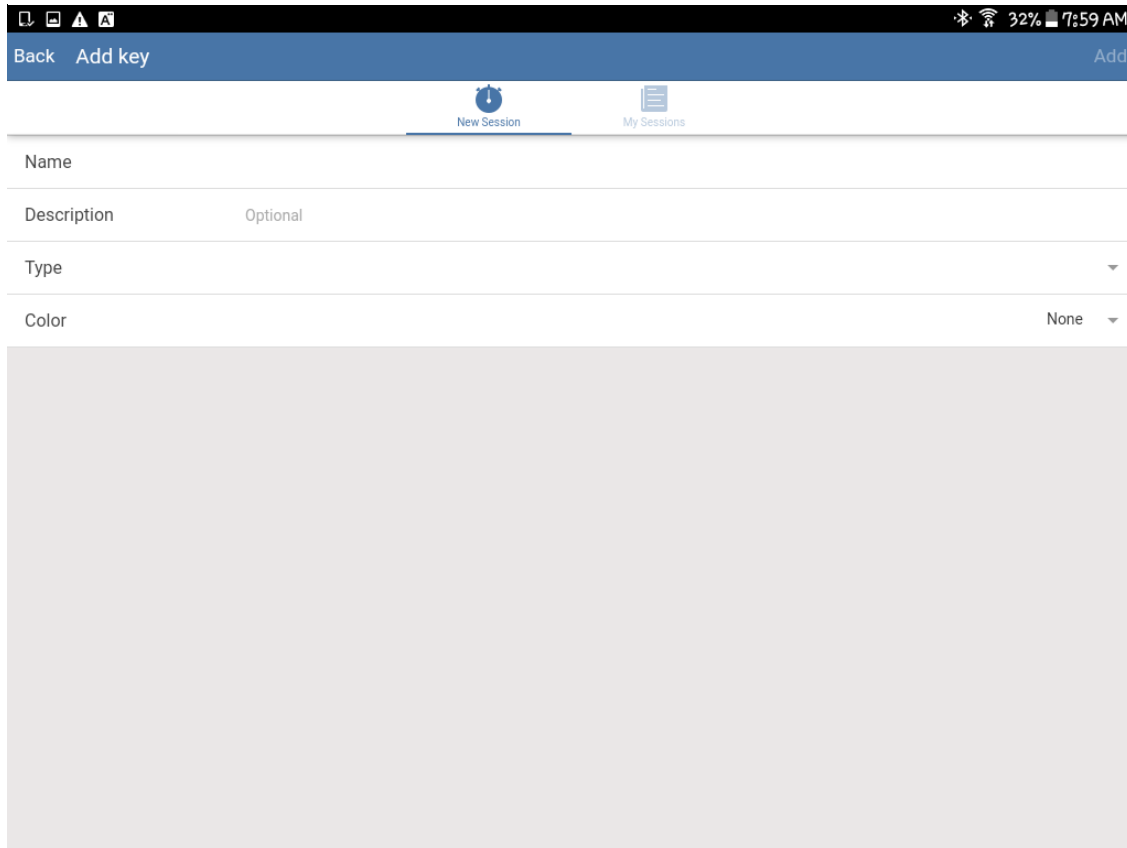 32% 7:59 AM
Back Add key Add
New Session My Sessions
Name
Description Optional
Type
Color None